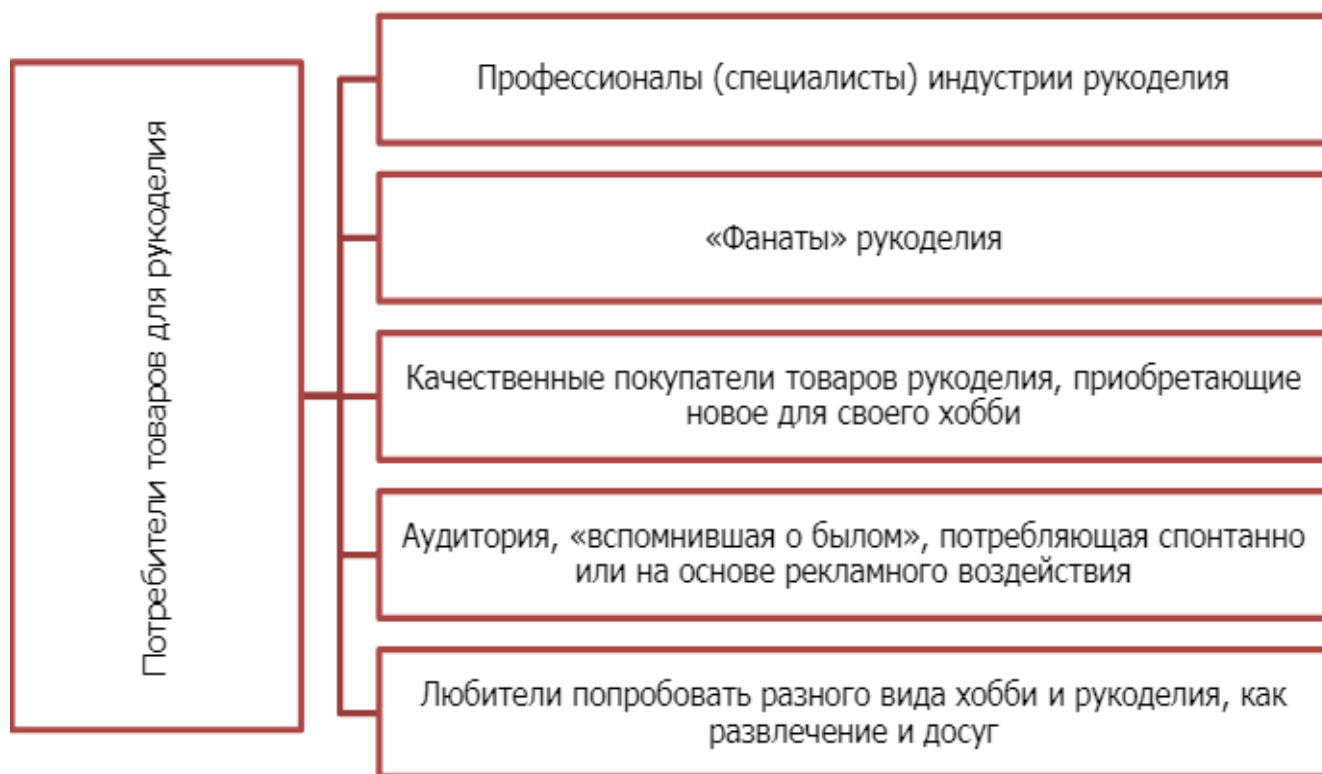 Потребители товаров для рукоделия
Профессионалы (специалисты) индустрии рукоделия
«Фанаты» рукоделия
Качественные покупатели товаров рукоделия, приобретающие
новое для своего хобби
Аудитория, «вспомнившая о былом», потребляющая спонтанно
или на основе рекламного воздействия
Любители попробовать разного вида хобби и рукоделия, как
развлечение и досуг